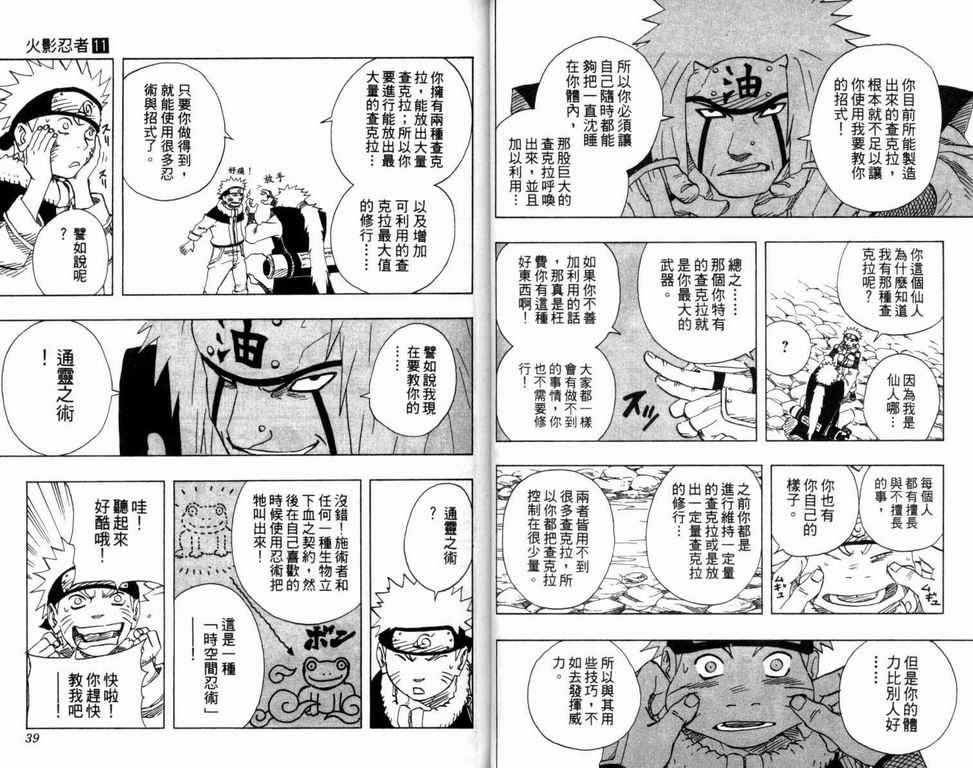 你目前所能製造
出來的查克拉，
根本就不足以讓
你使用我要教你
的招式！
所以你必須讓
自己隨時都能
夠把一直沈睡
在你體內，
那股巨大的
查克拉呼喚
出來，並且
加以利用…
油
你這個仙人
為什麼知道
我有那種查
克拉呢？
？
因為我是
仙人哪…
總之……
那個你特有
的查克拉就
是你最大的
武器。
如果你不善
加利用的話
，那真是枉
費你有這種
好東西啊！
大家都一樣
會有做不到
的事情，你
也不需要修
行！
ズッ
每個人
都有擅長
與不擅長
的事，
你也有
你自己的
樣子。
ムギュ
ムギュ
之前你都是
進行維持一定量
的查克拉或是放
出一定量查克拉
的修行…
兩者皆用不到
很多查克拉，所
以你都把查克拉
控制在很少量。
但是你的體
力比別人好
……
所以與其用
些技巧，不
如去發揮威
力。
火影忍者11
你擁有兩種查克
拉，能放出大量
查克拉；所以你
要進行能放出最
大量的查克拉…
以及增加
可利用的查
克拉最大值
的修行……
好痛！
放手
只要你做得到，
就能使用很多忍
術與招式了！
スリ
スリ
譬如說呢
？
譬如說我現
在要教你的
……
油
通靈之術
！
通靈之術
？
沒錯！施術者和
任何一種生物立
下血之契約，然
後在自己喜歡的
時候使用忍術把
牠叫出來！
ボン
這是一種
「時空間忍術」
——！
哇！
聽起來
好酷哦！
快啦！
你趕快
教我吧
——！
39